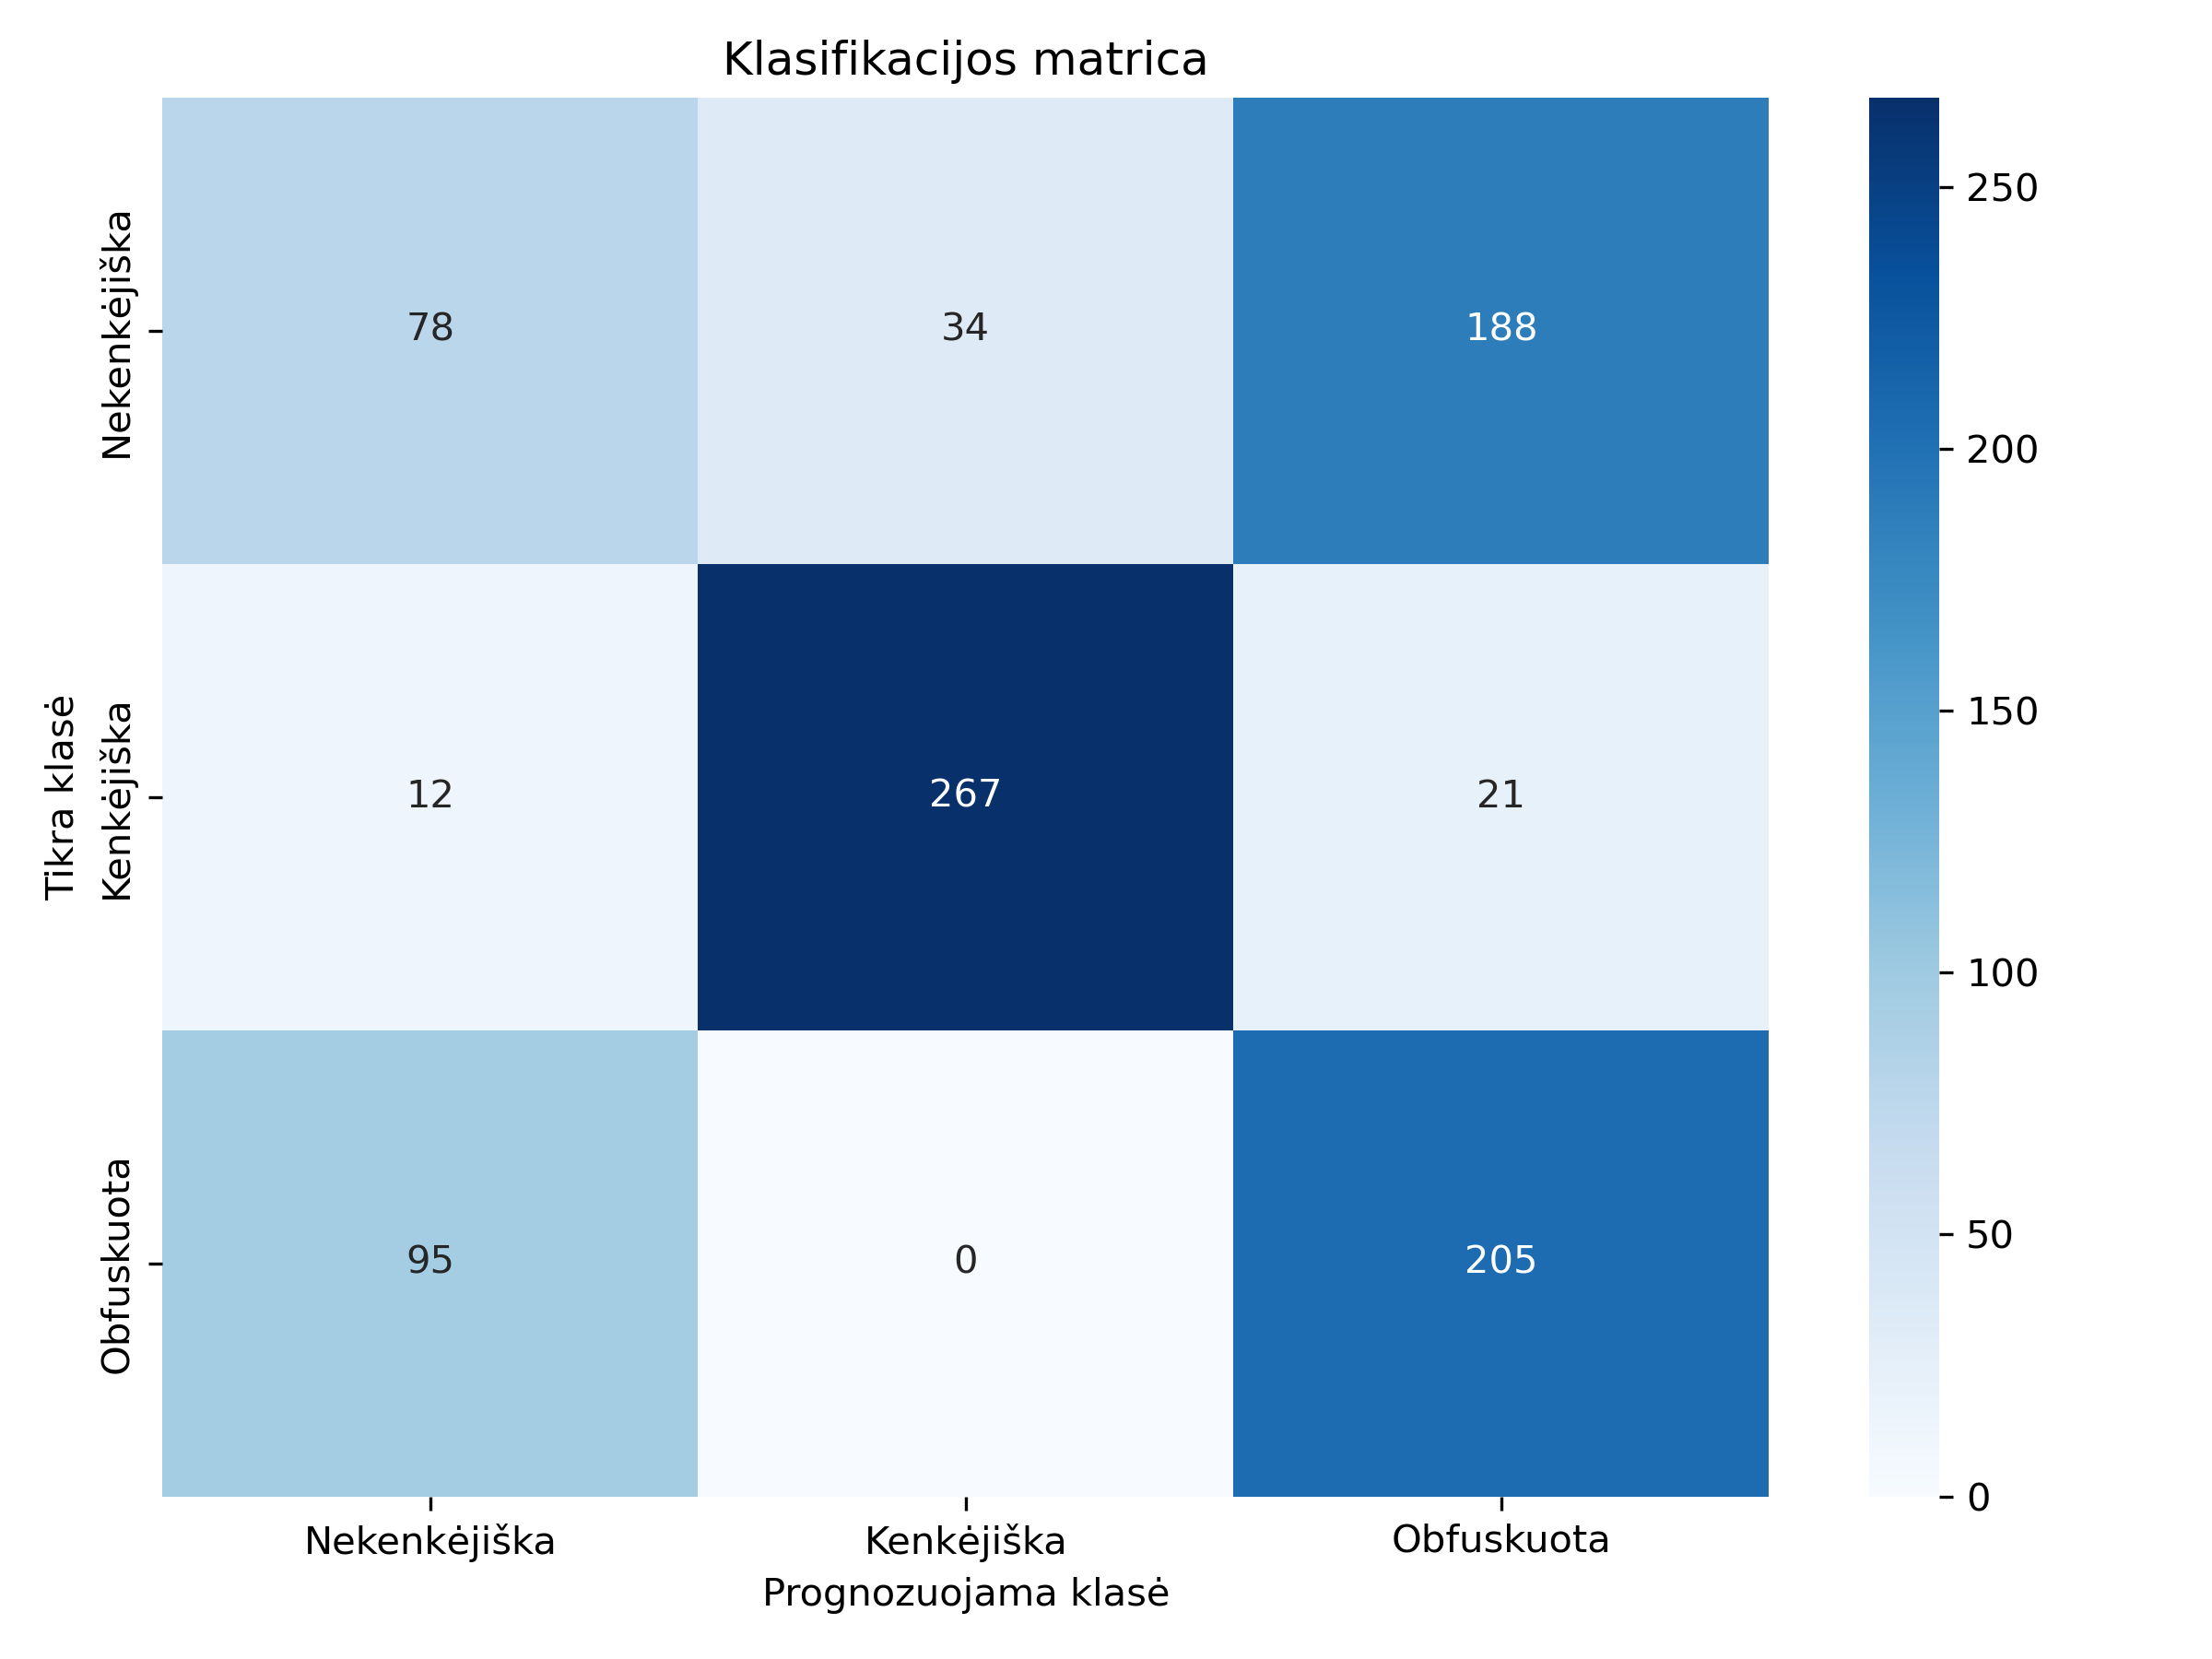 Klasifikacijos matrica
Tikra klasė
Nekenkėjiška
78
34
188
Kenkėjiška
12
267
21
Obfuskuota
95
0
205
Nekenkėjiška
Kenkėjiška
Obfuskuota
Prognozuojama klasė
250
200
150
100
50
0